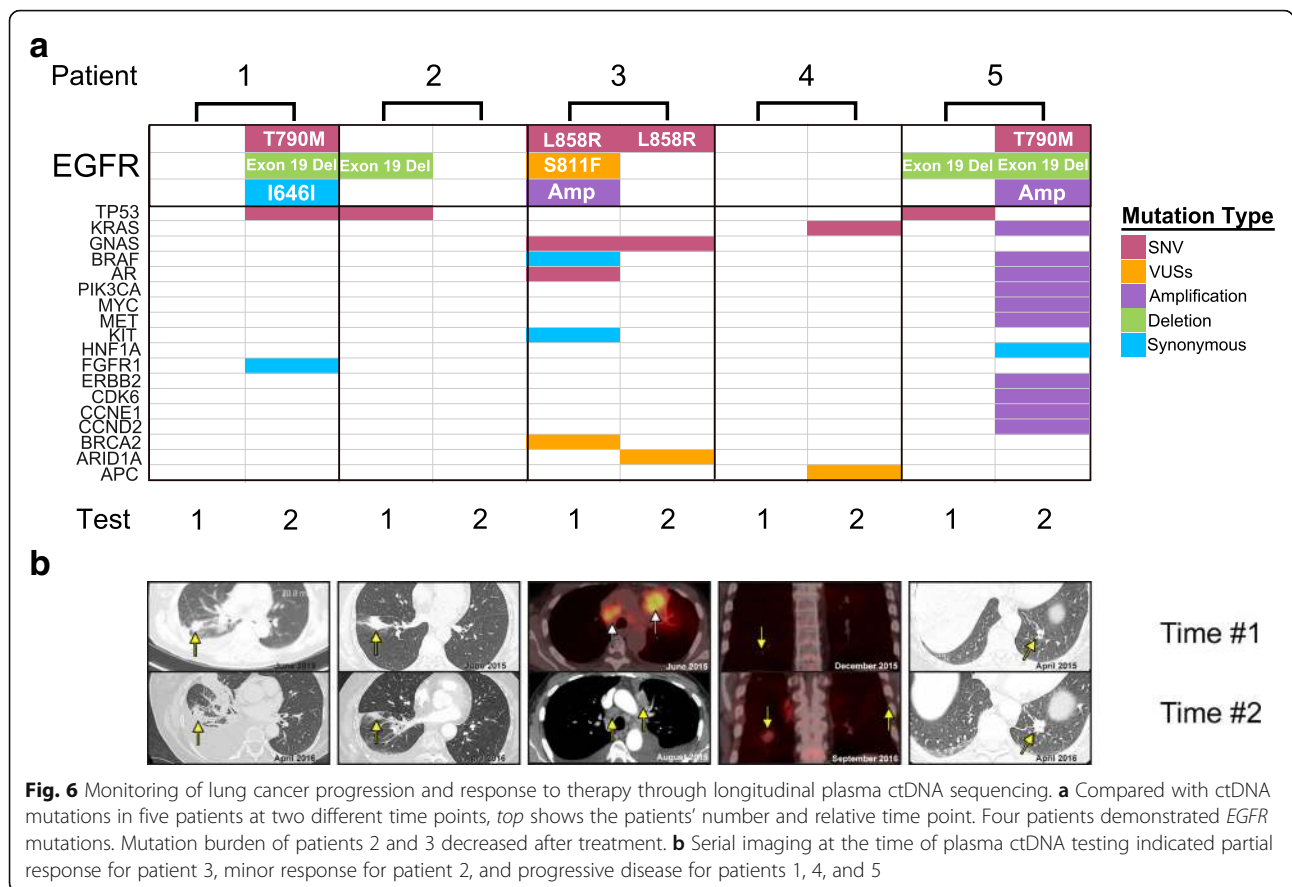 a
Patient 1 2 3 4 5
T790M L858R L858R T790M
EGFR Exon 19 Del Exon 19 Del S811F Exon 19 Del Exon 19 Del
I646I Amp Amp
TP53
KRAS
GNAS
BRAF
AR
PIK3CA
MYC
MET
KIT
HNF1A
FGFR1
ERBB2
CDK6
CCNE1
CCND2
BRCA2
ARID1A
APC
Mutation Type
SNV
VUSs
Amplification
Deletion
Synonymous
Test 1 2 1 2 1 2 1 2 1 2
b
June 2015 June 2015 June 2015 December 2015 April 2015
Time #1
April 2016 April 2016 August 2015 September 2016 April 2016
Time #2
Fig. 6 Monitoring of lung cancer progression and response to therapy through longitudinal plasma ctDNA sequencing. a Compared with ctDNA
mutations in five patients at two different time points, top shows the patients' number and relative time point. Four patients demonstrated EGFR
mutations. Mutation burden of patients 2 and 3 decreased after treatment. b Serial imaging at the time of plasma ctDNA testing indicated partial
response for patient 3, minor response for patient 2, and progressive disease for patients 1, 4, and 5